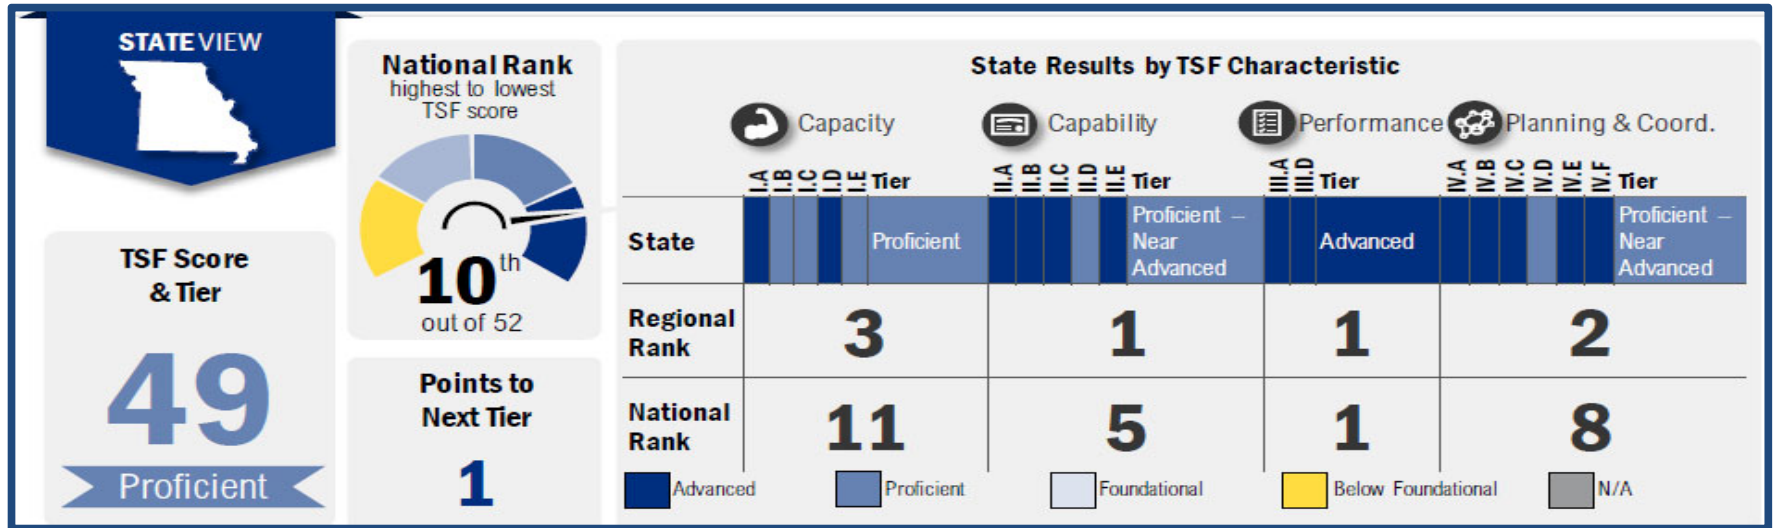 STATE VIEW
TSF Score
& Tier
49
Proficient
National Rank
highest to lowest
TSF score
10th
out of 52
Points to
Next Tier
1
State Results by TSF Characteristic
Capacity
Capability
Performance
Planning & Coord.
I.A I.B I.C I.D I.E Tier
II.A II.B II.C II.D II.E Tier
III.A III.D Tier
IV.A IV.B IV.C IV.D IV.E IV.F Tier
State
Proficient
Proficient –
Near
Advanced
Advanced
Proficient –
Near
Advanced
Regional
Rank
3
1
1
2
National
Rank
11
5
1
8
Advanced
Proficient
Foundational
Below Foundational
N/A